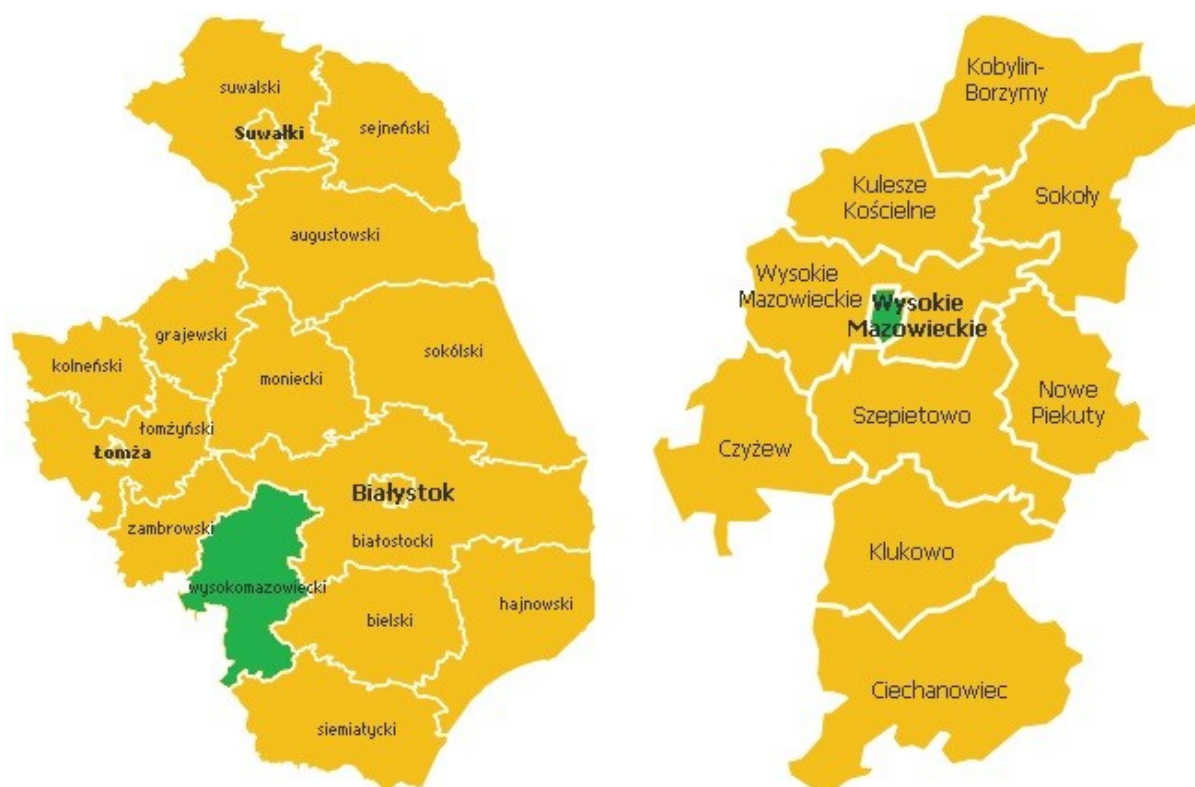 suwalski
Suwałki
sejneński
augustowski
grajewski
kolneński
moniecki
sokólski
łomżyński
Łomża
Białystok
zambrowski
białostocki
wysokomazowiecki
hajnowski
bielski
siemiatycki
Kobylin-
Borzymy
Kulesze
Kościelne
Sokoły
Wysokie
Mazowieckie
Wysokie
Mazowieckie
Szepietowo
Nowe
Piekuty
Czyżew
Klukowo
Ciechanowiec